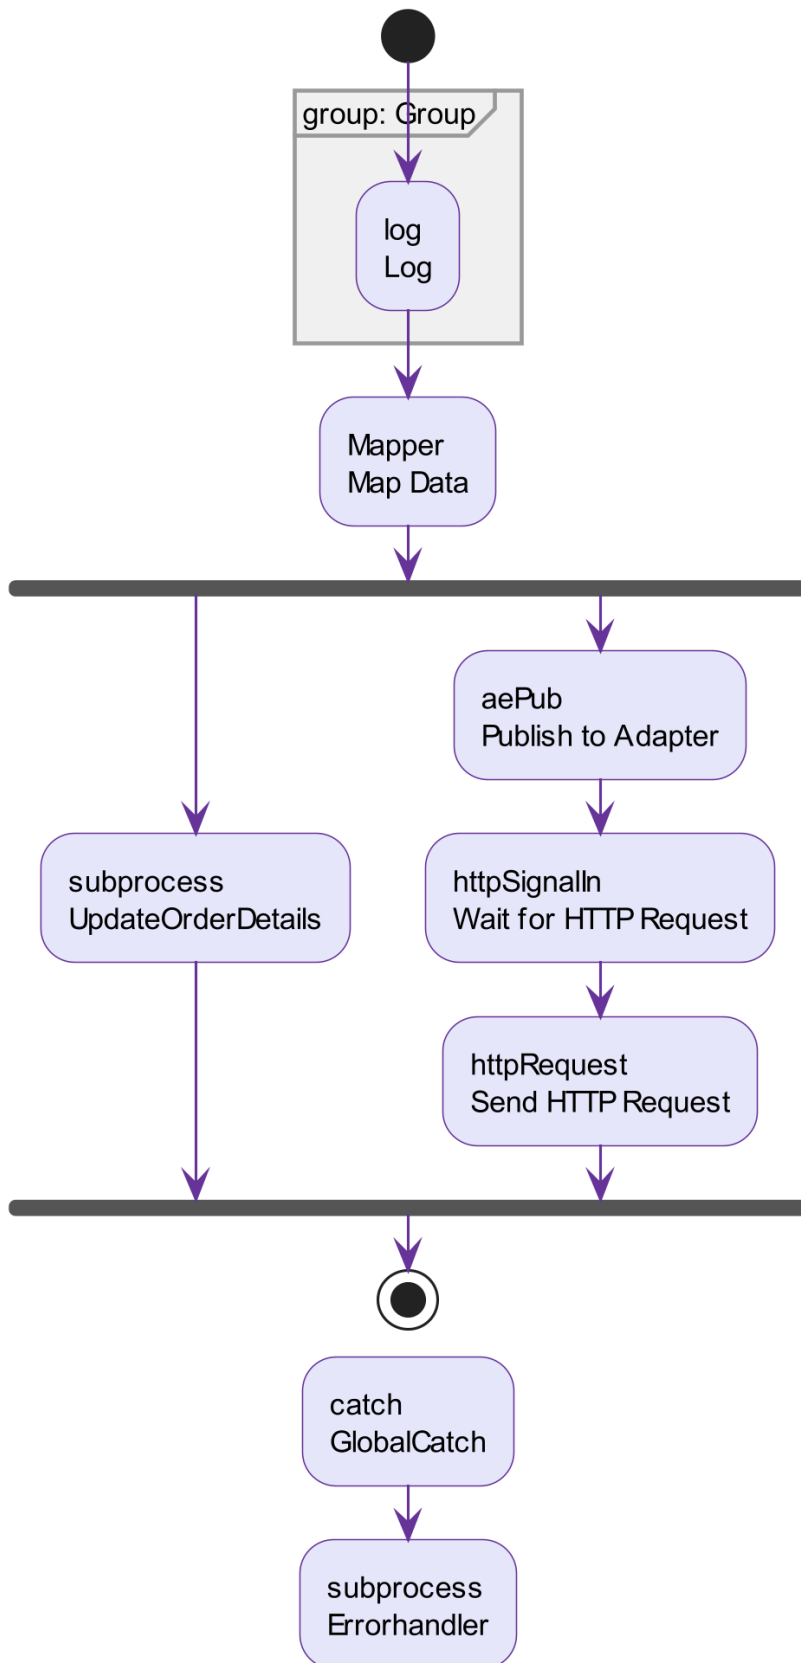 group: Group
log
Log
Mapper
Map Data
aePub
Publish to Adapter
subprocess
UpdateOrderDetails
httpSignalIn
Wait for HTTP Request
httpRequest
Send HTTP Request
catch
GlobalCatch
subprocess
Errorhandler